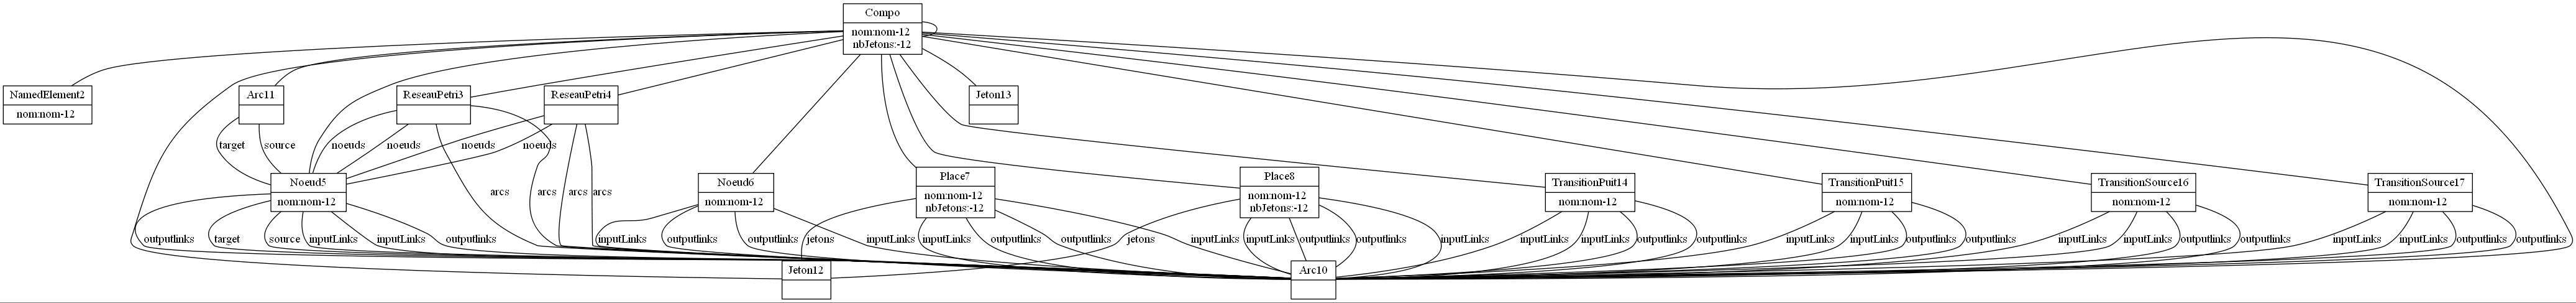 Compo
nom:nom-12
nbJetons:-12
NamedElement2
nom:nom-12
Arc11
ReseauPetri3
ReseauPetri4
Jeton13
target
source
noeuds
noeuds
noeuds
noeuds
Noeud5
nom:nom-12
arcs
arcs
arcs
arcs
Noeud6
nom:nom-12
Place7
nom:nom-12
nbJetons:-12
Place8
nom:nom-12
nbJetons:-12
TransitionPuit14
nom:nom-12
TransitionPuit15
nom:nom-12
TransitionSource16
nom:nom-12
TransitionSource17
nom:nom-12
outputlinks
target
source
inputLinks
inputLinks
outputlinks
inputLinks
outputlinks
outputlinks
jetons
inputLinks
inputLinks
outputlinks
outputlinks
jetons
inputLinks
inputLinks
outputlinks
outputlinks
inputLinks
inputLinks
inputLinks
outputlinks
outputlinks
inputLinks
inputLinks
outputlinks
outputlinks
inputLinks
inputLinks
outputlinks
outputlinks
inputLinks
inputLinks
outputlinks
outputlinks
Jeton12
Arc10